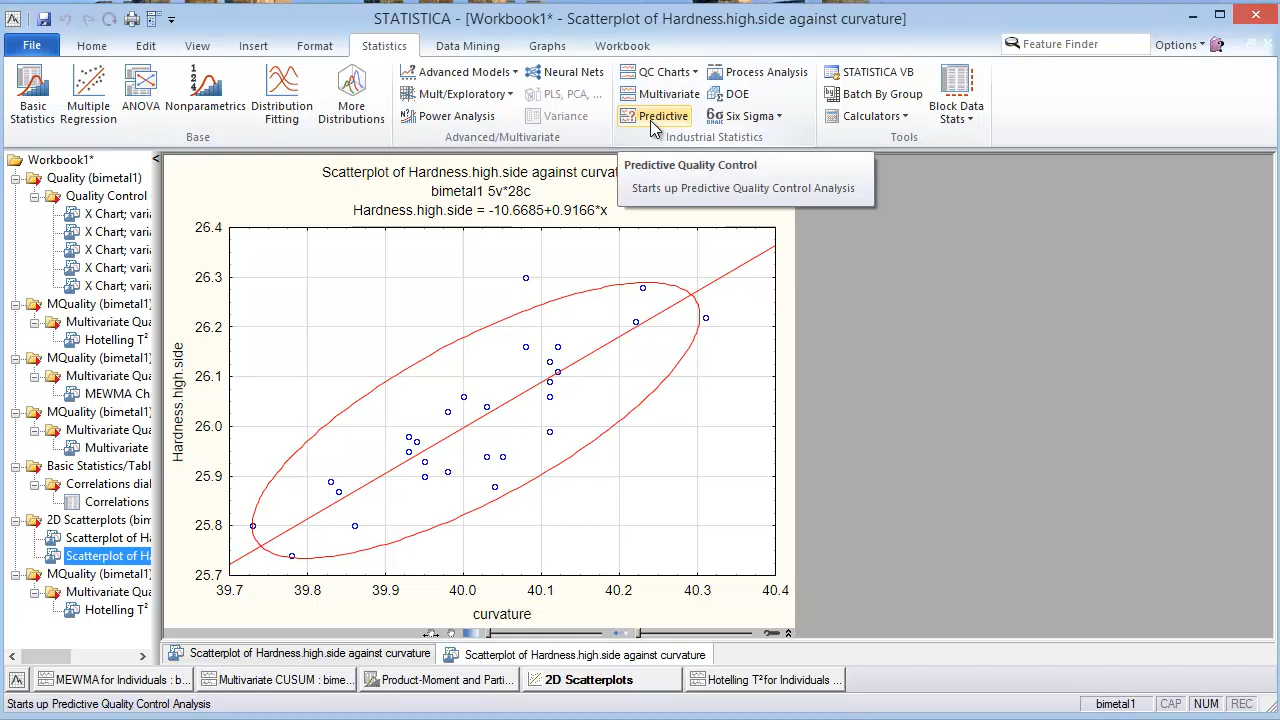 STATISTICA - [Workbook1* - Scatterplot of Hardness.high.side against curvature]
File Home Edit View Insert Format Statistics Data Mining Graphs Workbook Feature Finder Options
Basic Statistics
Multiple Regression
ANOVA
Nonparametrics
Distribution Fitting
More Distributions
Base
Advanced Models
Mult/Exploratory
Power Analysis
Neural Nets
PLS, PCA, ...
Variance
Advanced/Multivariate
QC Charts
Multivariate
Predictive
Process Analysis
DOE
6σ DMAIC Six Sigma
Industrial Statistics
STATISTICA VB
Batch By Group
Calculators
Block Data Stats
Tools
Predictive Quality Control
Starts up Predictive Quality Control Analysis
Workbook1*
Quality (bimetal1)
Quality Control
X Chart; varia
X Chart; varia
X Chart; varia
X Chart; varia
X Chart; varia
MQuality (bimetal1)
Multivariate Qua
Hotelling T²
MQuality (bimetal1)
Multivariate Qua
MEWMA Ch
MQuality (bimetal1)
Multivariate Qua
Multivariate
Basic Statistics/Tabl
Correlations dial
Correlations
2D Scatterplots (bim
Scatterplot of Ha
Scatterplot of Ha
MQuality (bimetal1)
Multivariate Qua
Hotelling T²
Scatterplot of Hardness.high.side against curvat
bimetal1 5v*28c
Hardness.high.side = -10.6685+0.9166*x
26.4
26.3
26.2
26.1
26.0
25.9
25.8
25.7
Hardness.high.side
39.7 39.8 39.9 40.0 40.1 40.2 40.3 40.4
curvature
Scatterplot of Hardness.high.side against curvature Scatterplot of Hardness.high.side against curvature
MEWMA for Individuals : b... Multivariate CUSUM : bime... Product-Moment and Parti... 2D Scatterplots Hotelling T² for Individuals ...
Starts up Predictive Quality Control Analysis bimetal1 CAP NUM REC